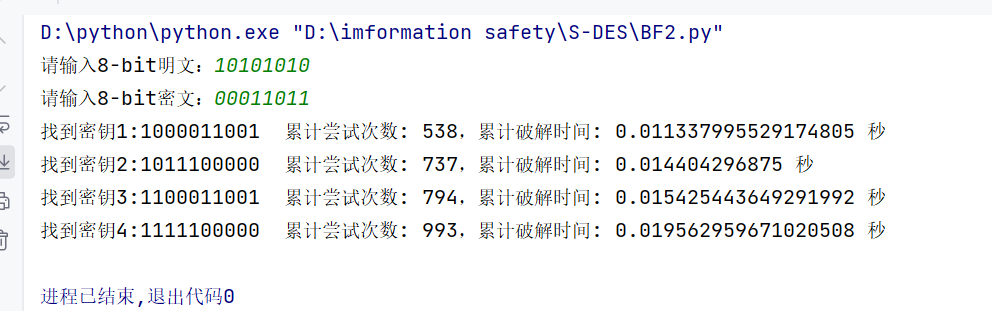 D:\python\python.exe "D:\imformation safety\S-DES\BF2.py"
请输入8-bit明文：10101010
请输入8-bit密文：00011011
找到密钥1:1000011001  累计尝试次数: 538，累计破解时间: 0.011337995529174805 秒
找到密钥2:1011100000  累计尝试次数: 737，累计破解时间: 0.014404296875 秒
找到密钥3:1100011001  累计尝试次数: 794，累计破解时间: 0.015425443649291992 秒
找到密钥4:1111100000  累计尝试次数: 993，累计破解时间: 0.019562959671020508 秒
进程已结束,退出代码0